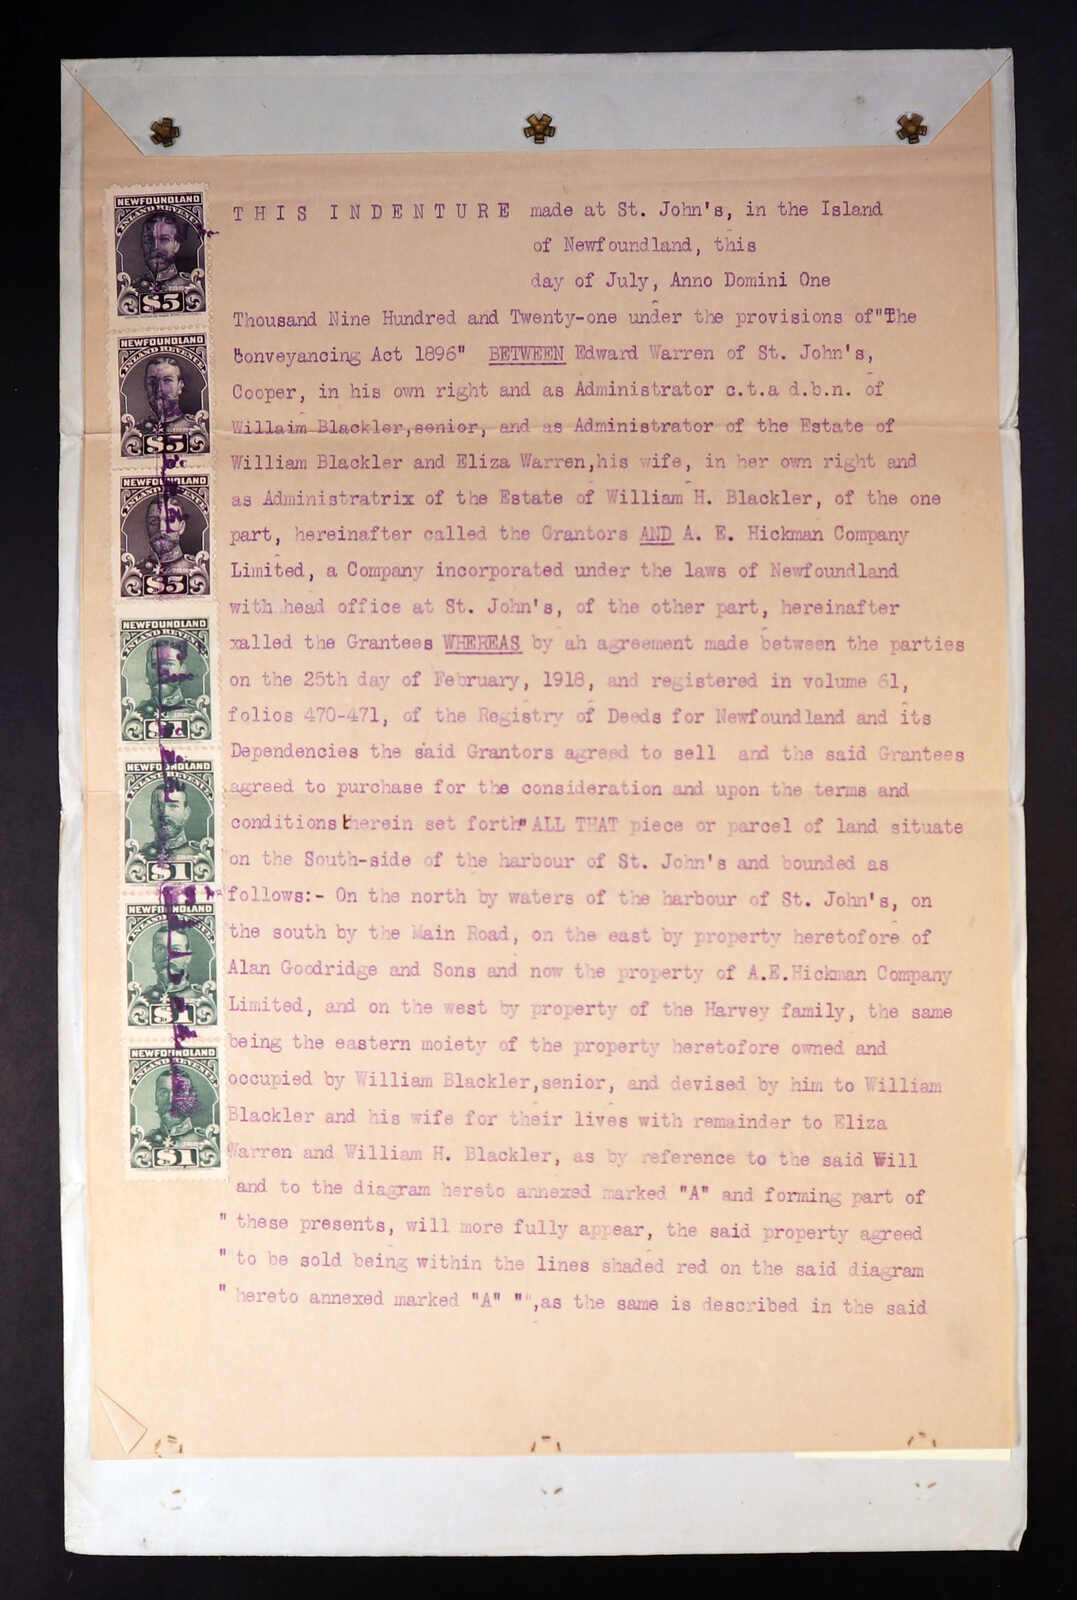 NEWFOUNDLAND
INLAND REVENUE
$5
NEWFOUNDLAND
INLAND REVENUE
$5
NEWFOUNDLAND
INLAND REVENUE
$5
NEWFOUNDLAND
INLAND REVENUE
$1
NEWFOUNDLAND
INLAND REVENUE
$1
NEWFOUNDLAND
INLAND REVENUE
$1
NEWFOUNDLAND
INLAND REVENUE
$1
THIS INDENTURE made at St. John's, in the Island
of Newfoundland, this
day of July, Anno Domini One
Thousand Nine Hundred and Twenty-one under the provisions of"The
Conveyancing Act 1896" BETWEEN Edward Warren of St. John's,
Cooper, in his own right and as Administrator c.t.a d.b.n. of
Willaim Blackler,senior, and as Administrator of the Estate of
William Blackler and Eliza Warren,his wife, in her own right and
as Administratrix of the Estate of William H. Blackler, of the one
part, hereinafter called the Grantors AND A. E. Hickman Company
Limited, a Company incorporated under the laws of Newfoundland
with head office at St. John's, of the other part, hereinafter
xalled the Grantees WHEREAS by ah agreement made between the parties
on the 25th day of February, 1918, and registered in volume 61,
folios 470-471, of the Registry of Deeds for Newfoundland and its
Dependencies the said Grantors agreed to sell and the said Grantees
agreed to purchase for the consideration and upon the terms and
conditions therein set forth" ALL THAT piece or parcel of land situate
"on the South-side of the harbour of St. John's and bounded as
"follows:- On the north by waters of the harbour of St. John's, on
"the south by the Main Road, on the east by property heretofore of
Alan Goodridge and Sons and now the property of A.E.Hickman Company
Limited, and on the west by property of the Harvey family, the same
being the eastern moiety of the property heretofore owned and
occupied by William Blackler,senior, and devised by him to William
Blackler and his wife for their lives with remainder to Eliza
Warren and William H. Blackler, as by reference to the said Will
"and to the diagram hereto annexed marked "A" and forming part of
" these presents, will more fully appear, the said property agreed
" to be sold being within the lines shaded red on the said diagram
" hereto annexed marked "A" "",as the same is described in the said